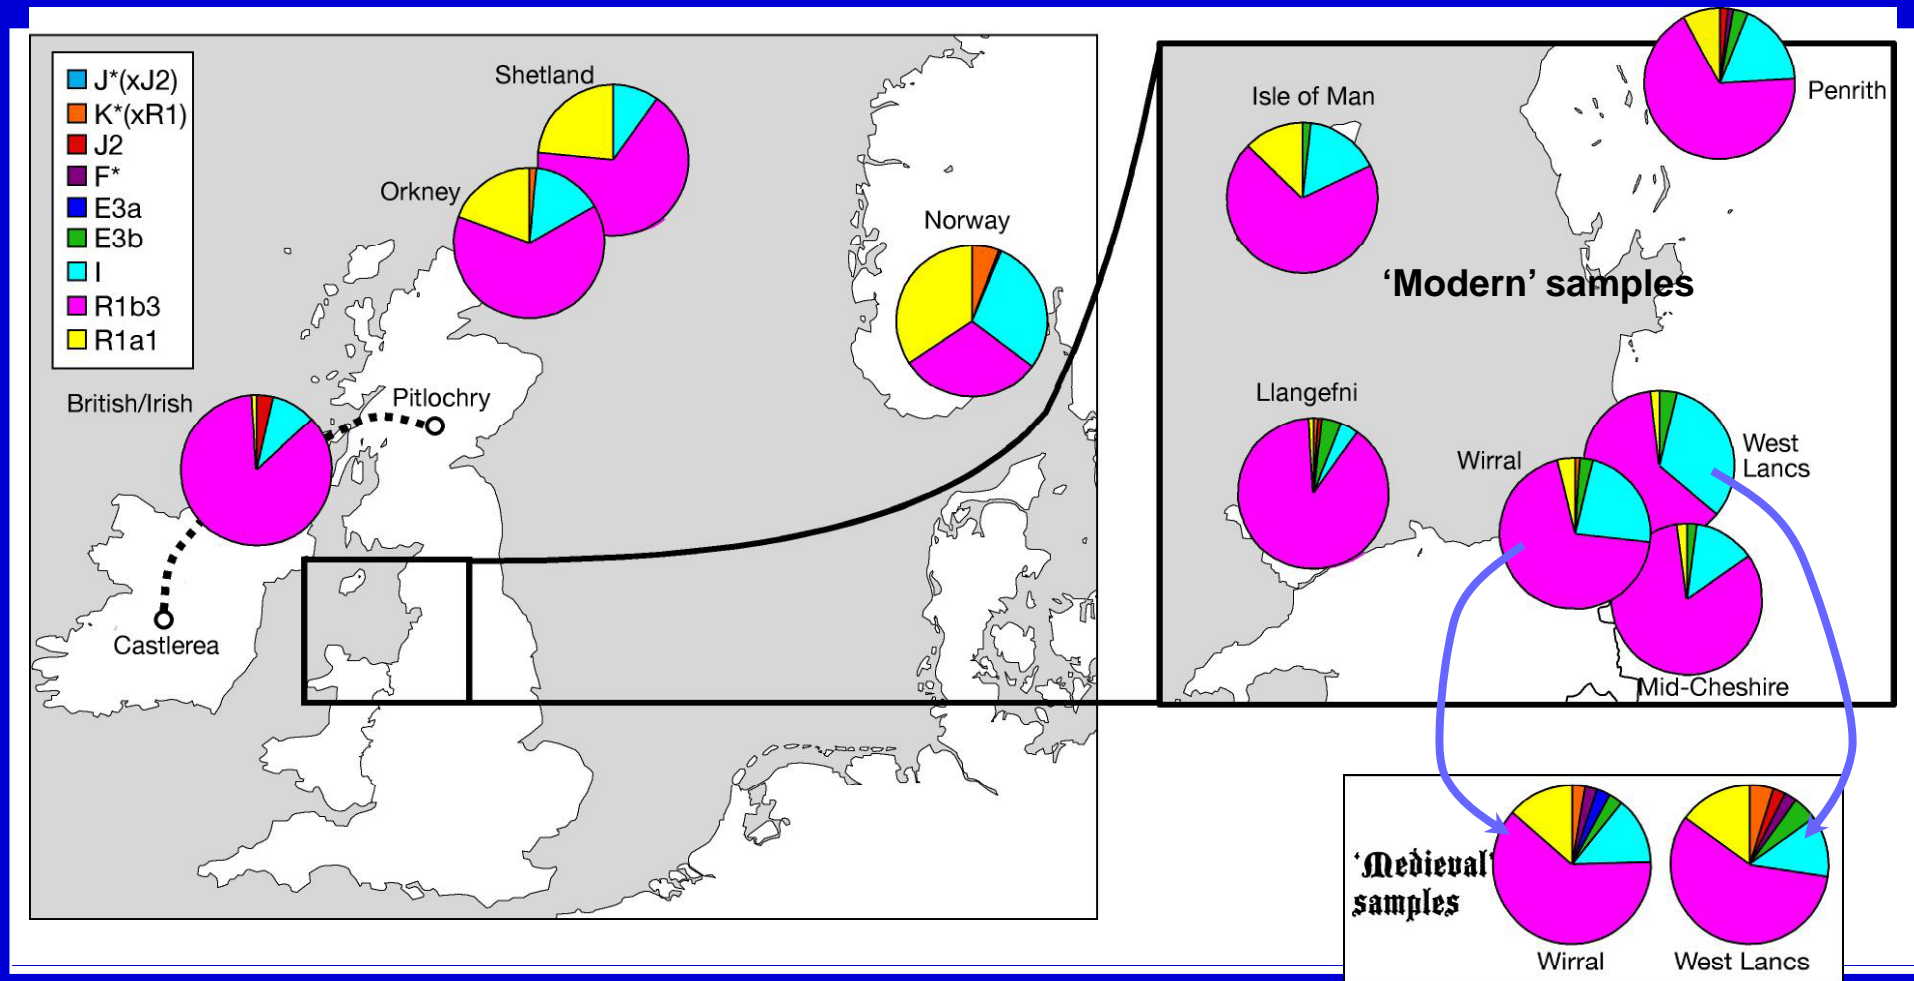 J*(xJ2)
K*(xR1)
J2
F*
E3a
E3b
I
R1b3
R1a1
Shetland
Orkney
Norway
British/Irish
Pitlochry
Castlerea
Isle of Man
Penrith
‘Modern’ samples
Llangefni
Wirral
West
Lancs
Mid-Cheshire
‘Medieval’
samples
Wirral
West Lancs